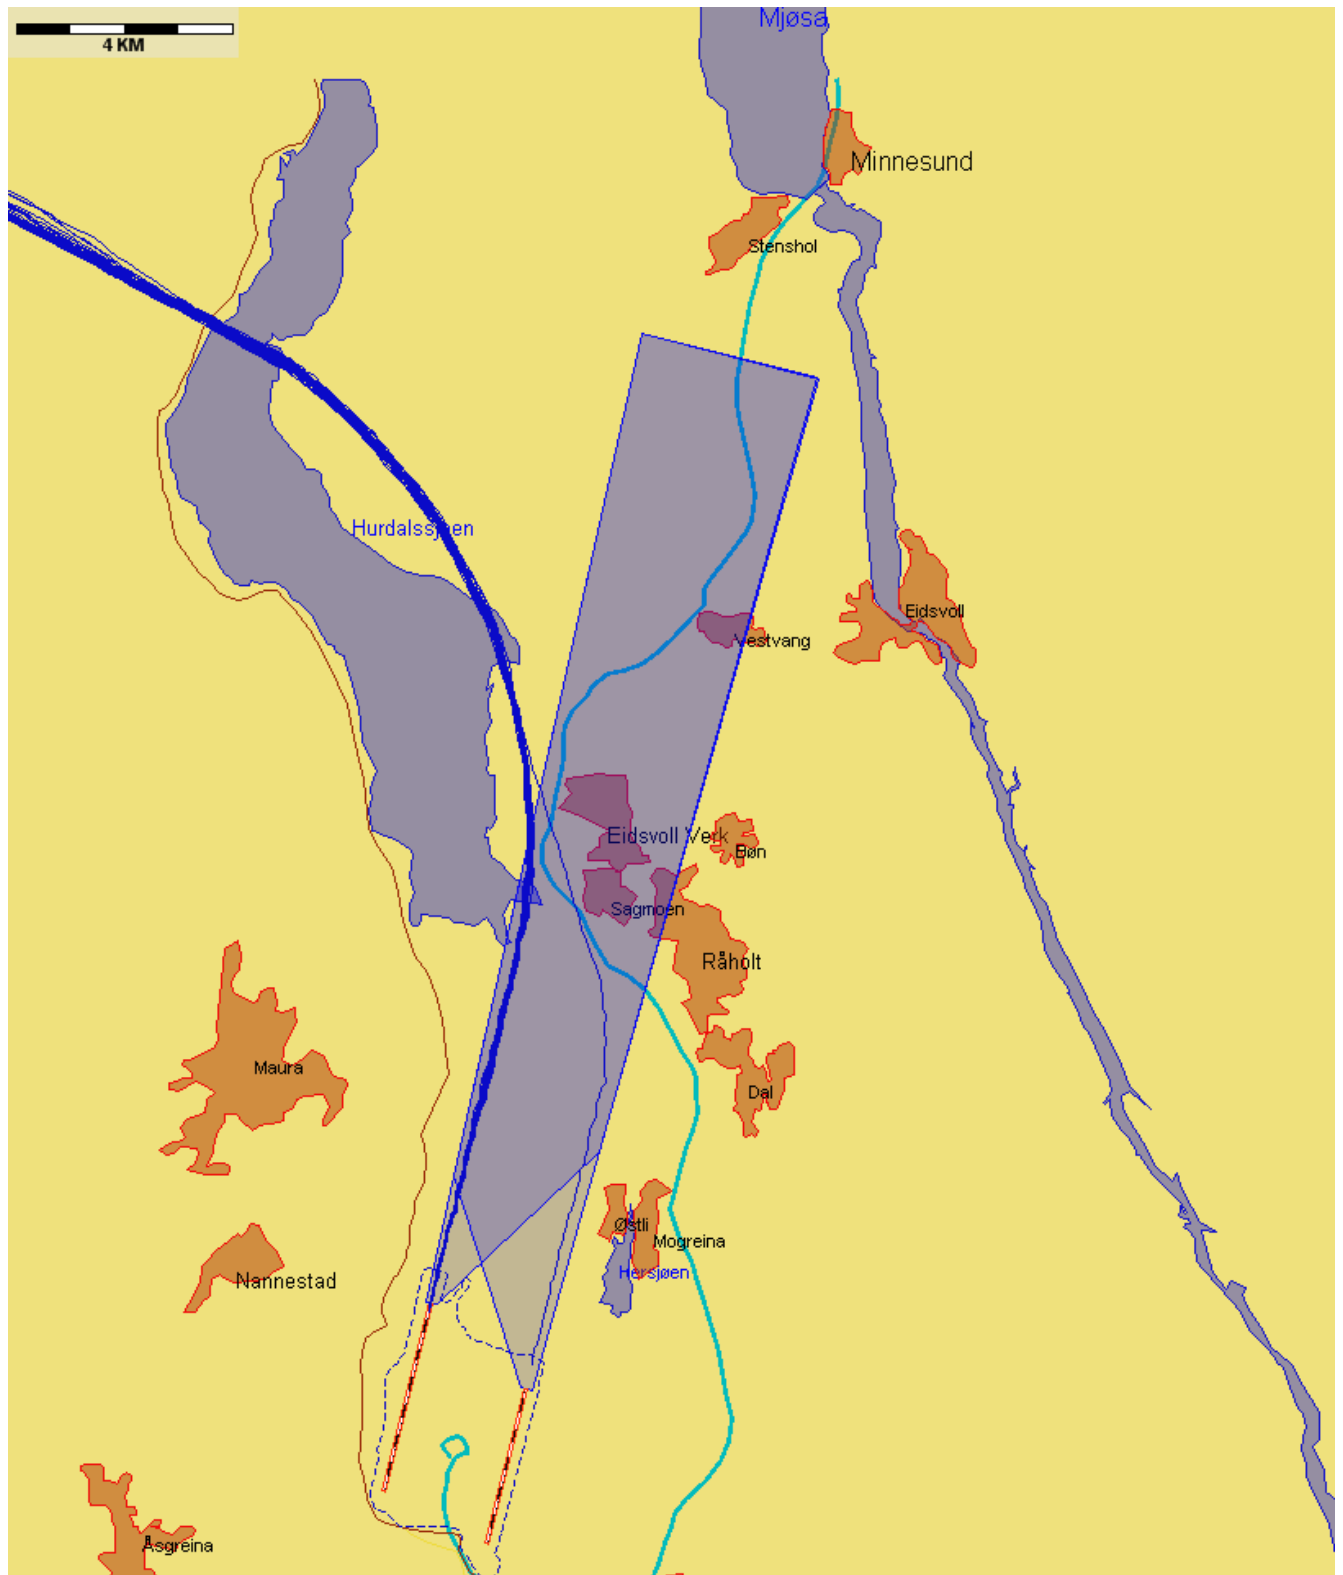 Mjøsa
4 KM
Minnesund
Stenshol
Hurdalssjøen
Eidsvoll
Vestvang
Eidsvoll Verk
Bøn
Sagmoen
Råholt
Maura
Dal
Østli
Mogreina
Hersjøen
Nannestad
Åsgreina